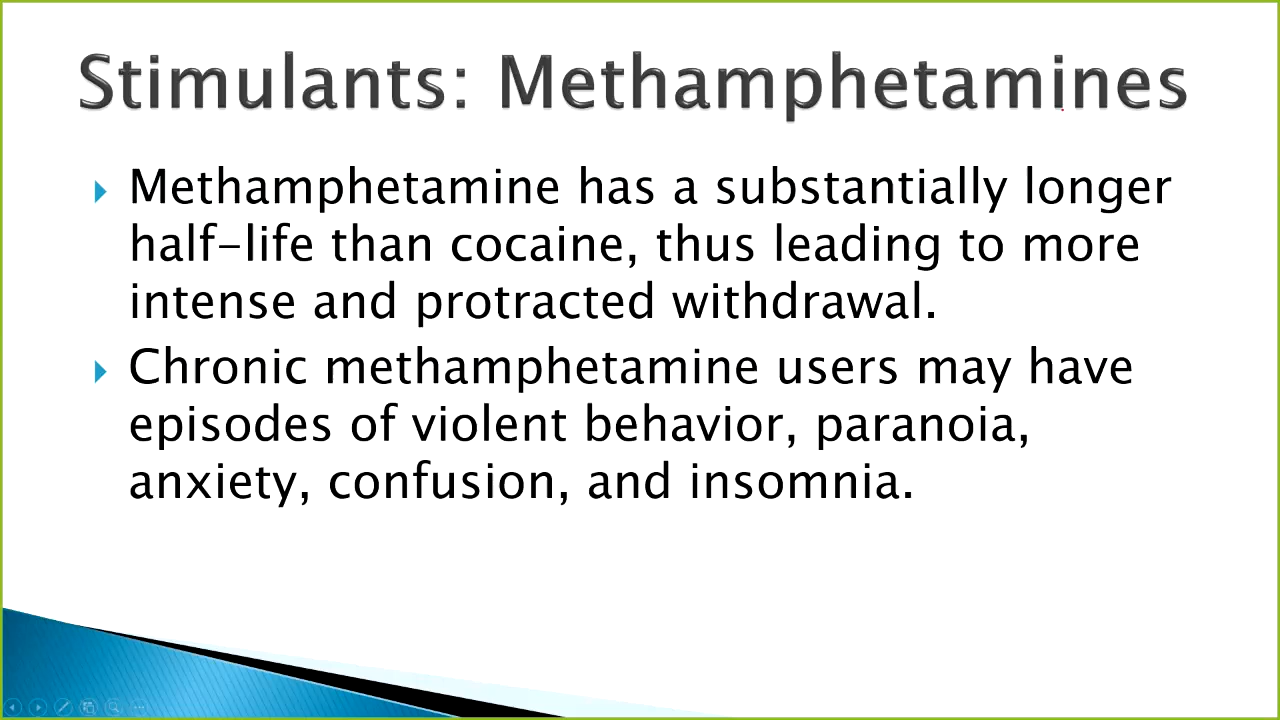 Stimulants: Methamphetamines
Methamphetamine has a substantially longer
half-life than cocaine, thus leading to more
intense and protracted withdrawal.
Chronic methamphetamine users may have
episodes of violent behavior, paranoia,
anxiety, confusion, and insomnia.